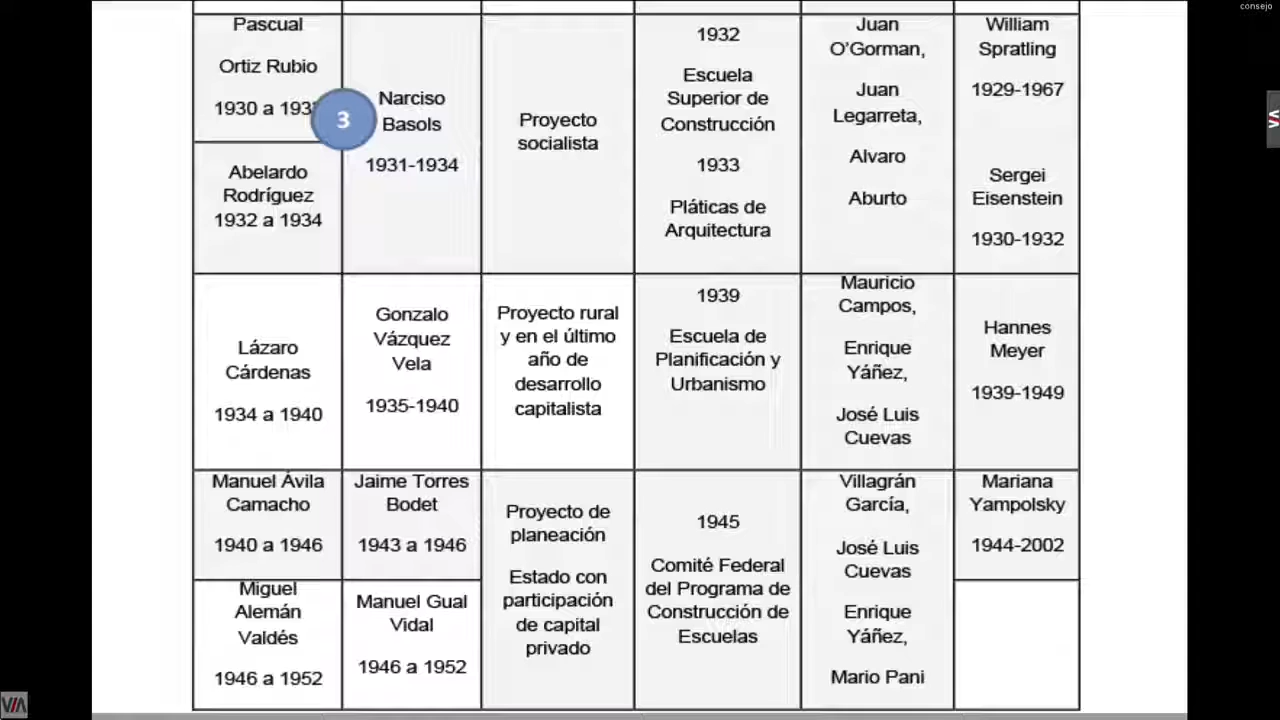 consejo
Pascual
Ortiz Rubio
1930 a 193
Abelardo
Rodríguez
1932 a 1934
3
Narciso
Basols
1931-1934
Proyecto
socialista
1932
Escuela
Superior de
Construcción
1933
Pláticas de
Arquitectura
Juan
O'Gorman,
Juan
Legarreta,
Alvaro
Aburto
William
Spratling
1929-1967
Sergei
Eisenstein
1930-1932
Lázaro
Cárdenas
1934 a 1940
Gonzalo
Vázquez
Vela
1935-1940
Proyecto rural
y en el último
año de
desarrollo
capitalista
1939
Escuela de
Planificación y
Urbanismo
Mauricio
Campos,
Enrique
Yáñez,
José Luis
Cuevas
Hannes
Meyer
1939-1949
Manuel Ávila
Camacho
1940 a 1946
Jaime Torres
Bodet
1943 a 1946
Proyecto de
planeación
Estado con
participación
de capital
privado
1945
Comité Federal
del Programa de
Construcción de
Escuelas
Villagrán
García,
José Luis
Cuevas
Enrique
Yáñez,
Mario Pani
Mariana
Yampolsky
1944-2002
Miguel
Alemán
Valdés
1946 a 1952
Manuel Gual
Vidal
1946 a 1952
VIA